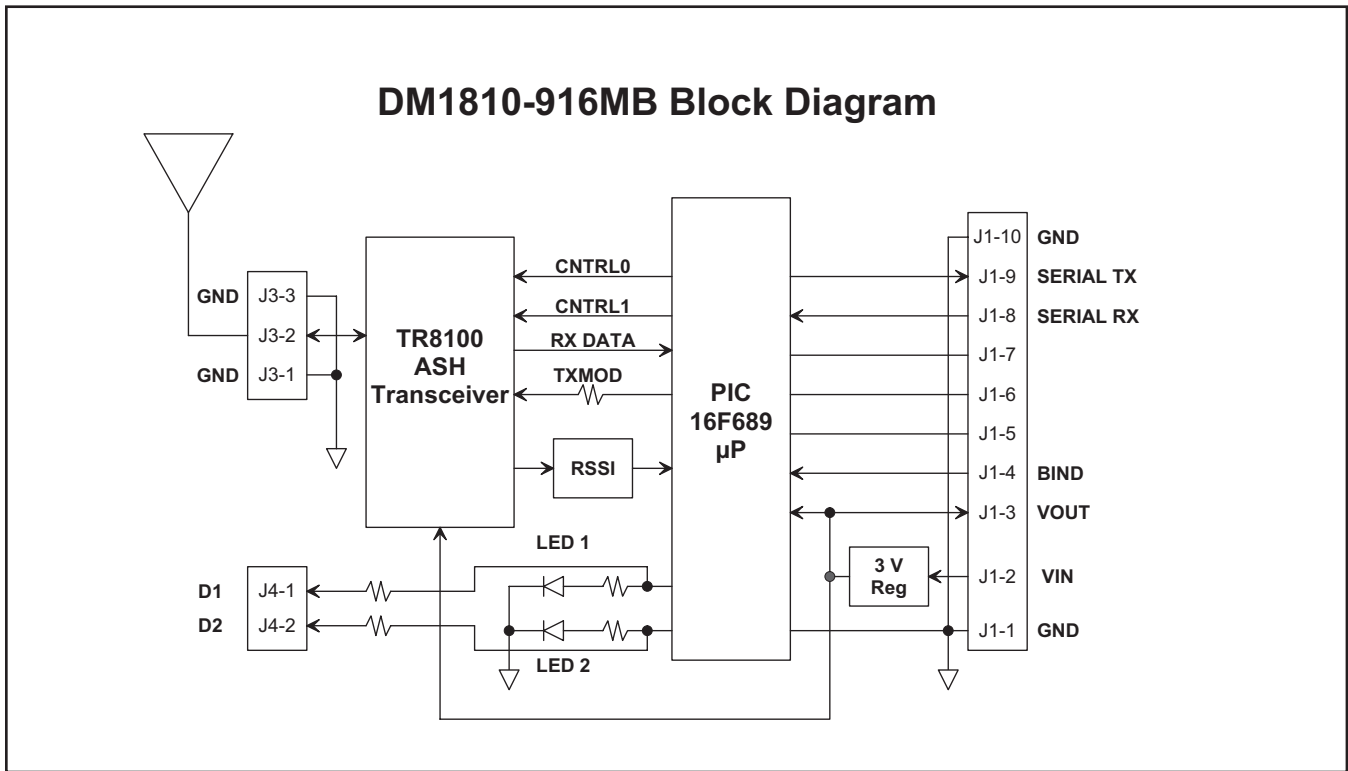 DM1810-916MB Block Diagram
GND J3-3
J3-2
GND J3-1
TR8100
ASH
Transceiver
CNTRL0
CNTRL1
RX DATA
TXMOD
RSSI
PIC
16F689
µP
J1-10 GND
J1-9 SERIAL TX
J1-8 SERIAL RX
J1-7
J1-6
J1-5
J1-4 BIND
J1-3 VOUT
3 V
Reg
J1-2 VIN
J1-1 GND
LED 1
D1 J4-1
D2 J4-2
LED 2